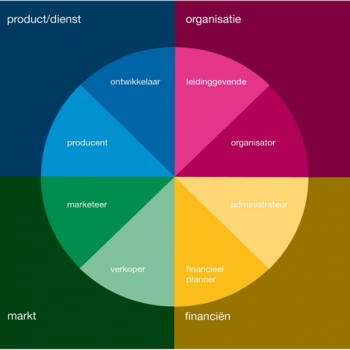 product/dienst
organisatie
ontwikkelaar
leidinggevende
producent
organisator
marketeer
administrateur
verkoper
financieel
planner
markt
financiën